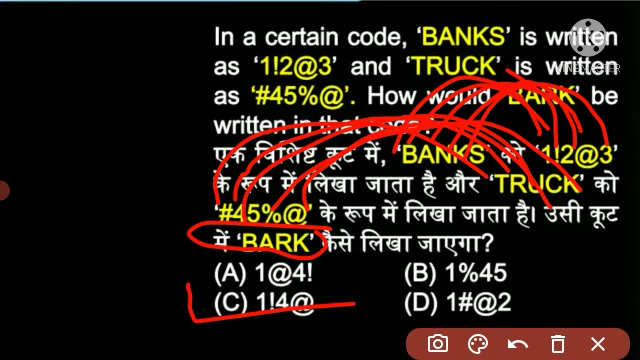 In a certain code, ‘BANKS’ is written
as ‘1!2@3’ and ‘TRUCK’ is written
as ‘#45%@’. How would ‘BARK’ be
written in that code?
एक विशिष्ट कूट में, ‘BANKS’ को ‘1!2@3’
के रूप में लिखा जाता है और ‘TRUCK’ को
‘#45%@’ के रूप में लिखा जाता है। उसी कूट
में ‘BARK’ कैसे लिखा जाएगा?
(A) 1@4! (B) 1%45
(C) 1!4@ (D) 1#@2